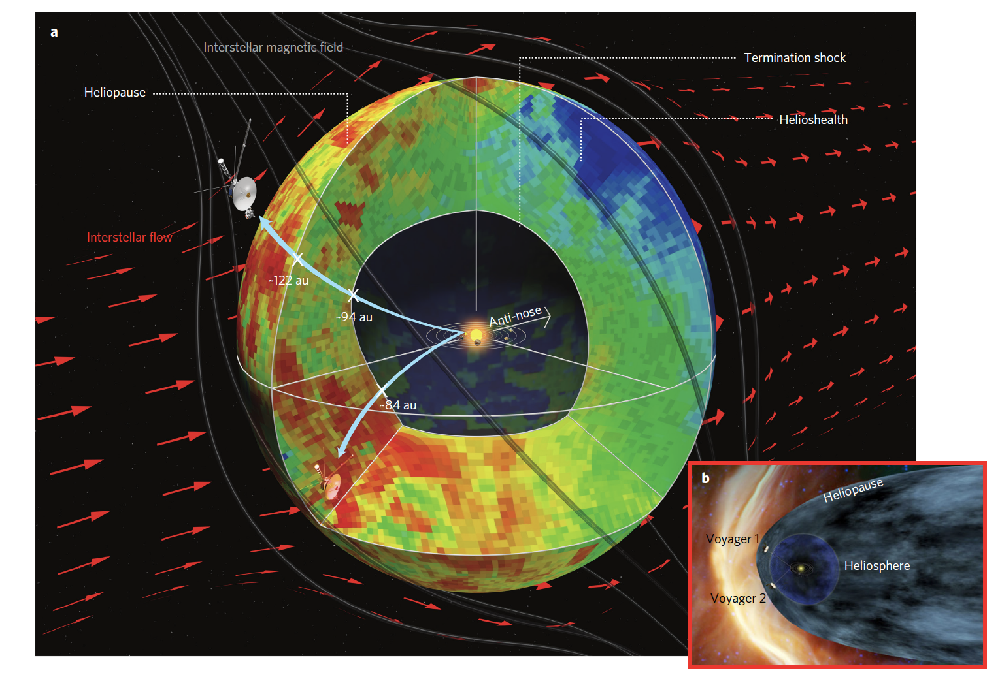 a
Interstellar magnetic field
Termination shock
Heliopause
Helioshealth
Interstellar flow
~122 au
~94 au
Anti-nose
~84 au
b
Heliopause
Voyager 1
Heliosphere
Voyager 2